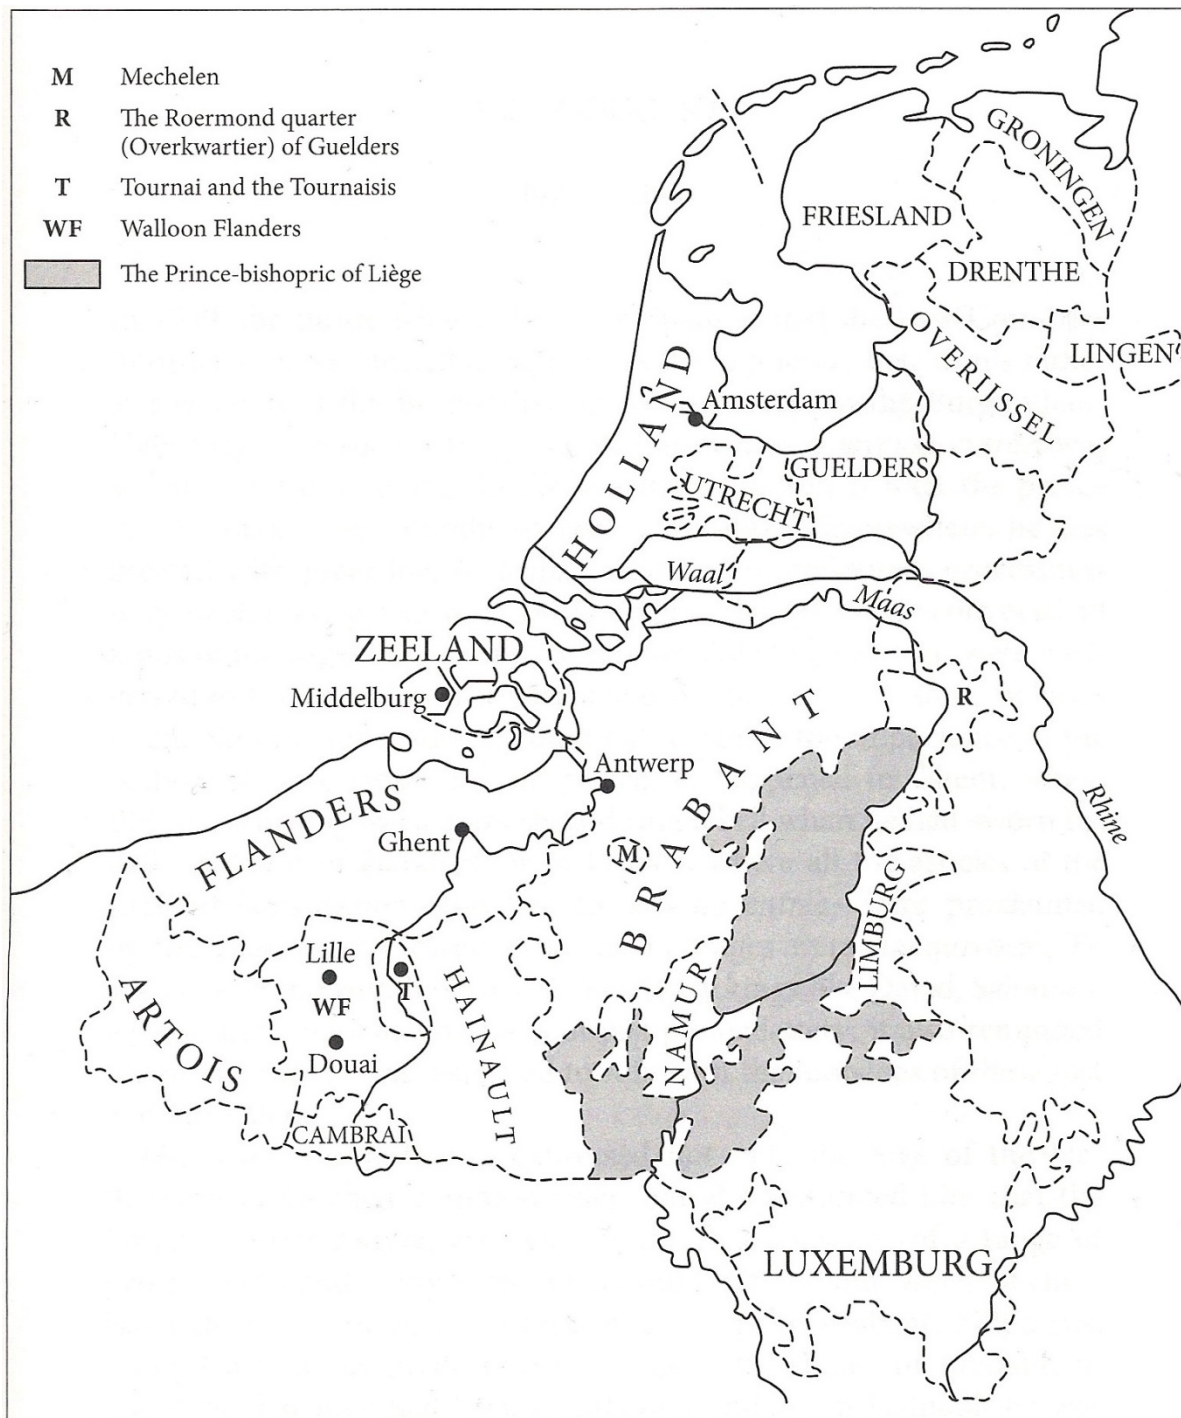 M Mechelen
R The Roermond quarter
(Overkwartier) of Guelders
T Tournai and the Tournaisis
WF Walloon Flanders
The Prince-bishopric of Liège
GRONINGEN
FRIESLAND
DRENTHE
OVERIJSSEL
LINGEN
HOLLAND
Amsterdam
GUELDERS
UTRECHT
Waal
Maas
ZEELAND
Middelburg
R
BRABANT
Antwerp
Rhine
FLANDERS
Ghent
M
LIMBURG
Lille
WF
T
HAINAULT
NAMUR
ARTOIS
Douai
CAMBRAI
LUXEMBURG